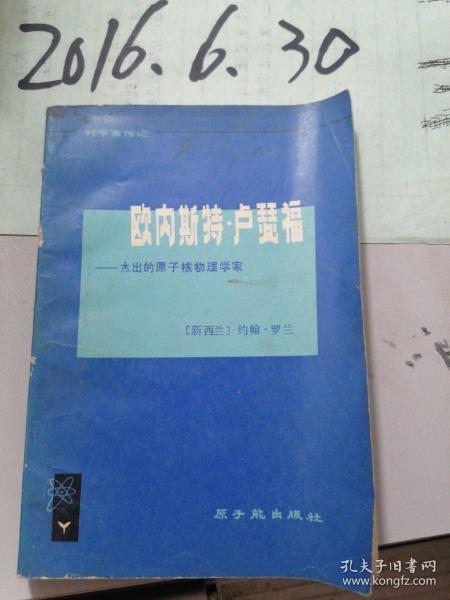 2016.6.30
科学家传记
欧内斯特·卢瑟福
——杰出的原子核物理学家
〔新西兰〕约翰·罗兰
原子能出版社
孔夫子旧书网
www.kongfz.com